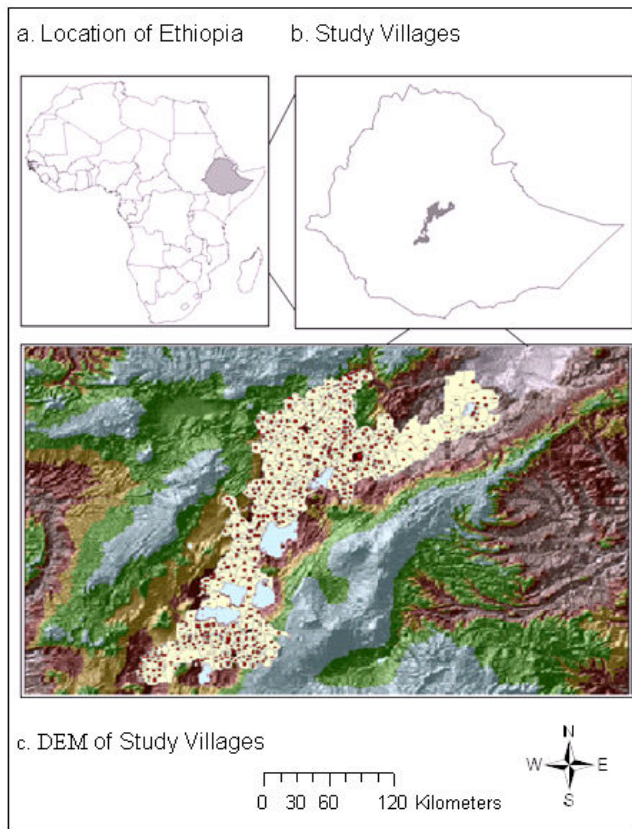 a. Location of Ethiopia
b. Study Villages
c. DEM of Study Villages
N
W E
S
0 30 60 120 Kilometers